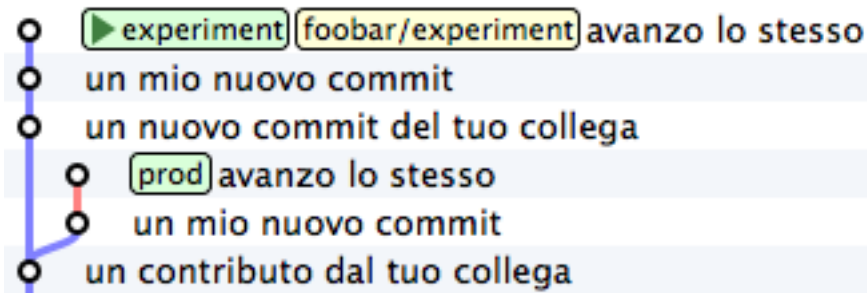 experiment foobar/experiment avanzo lo stesso
un mio nuovo commit
un nuovo commit del tuo collega
prod avanzo lo stesso
un mio nuovo commit
un contributo dal tuo collega